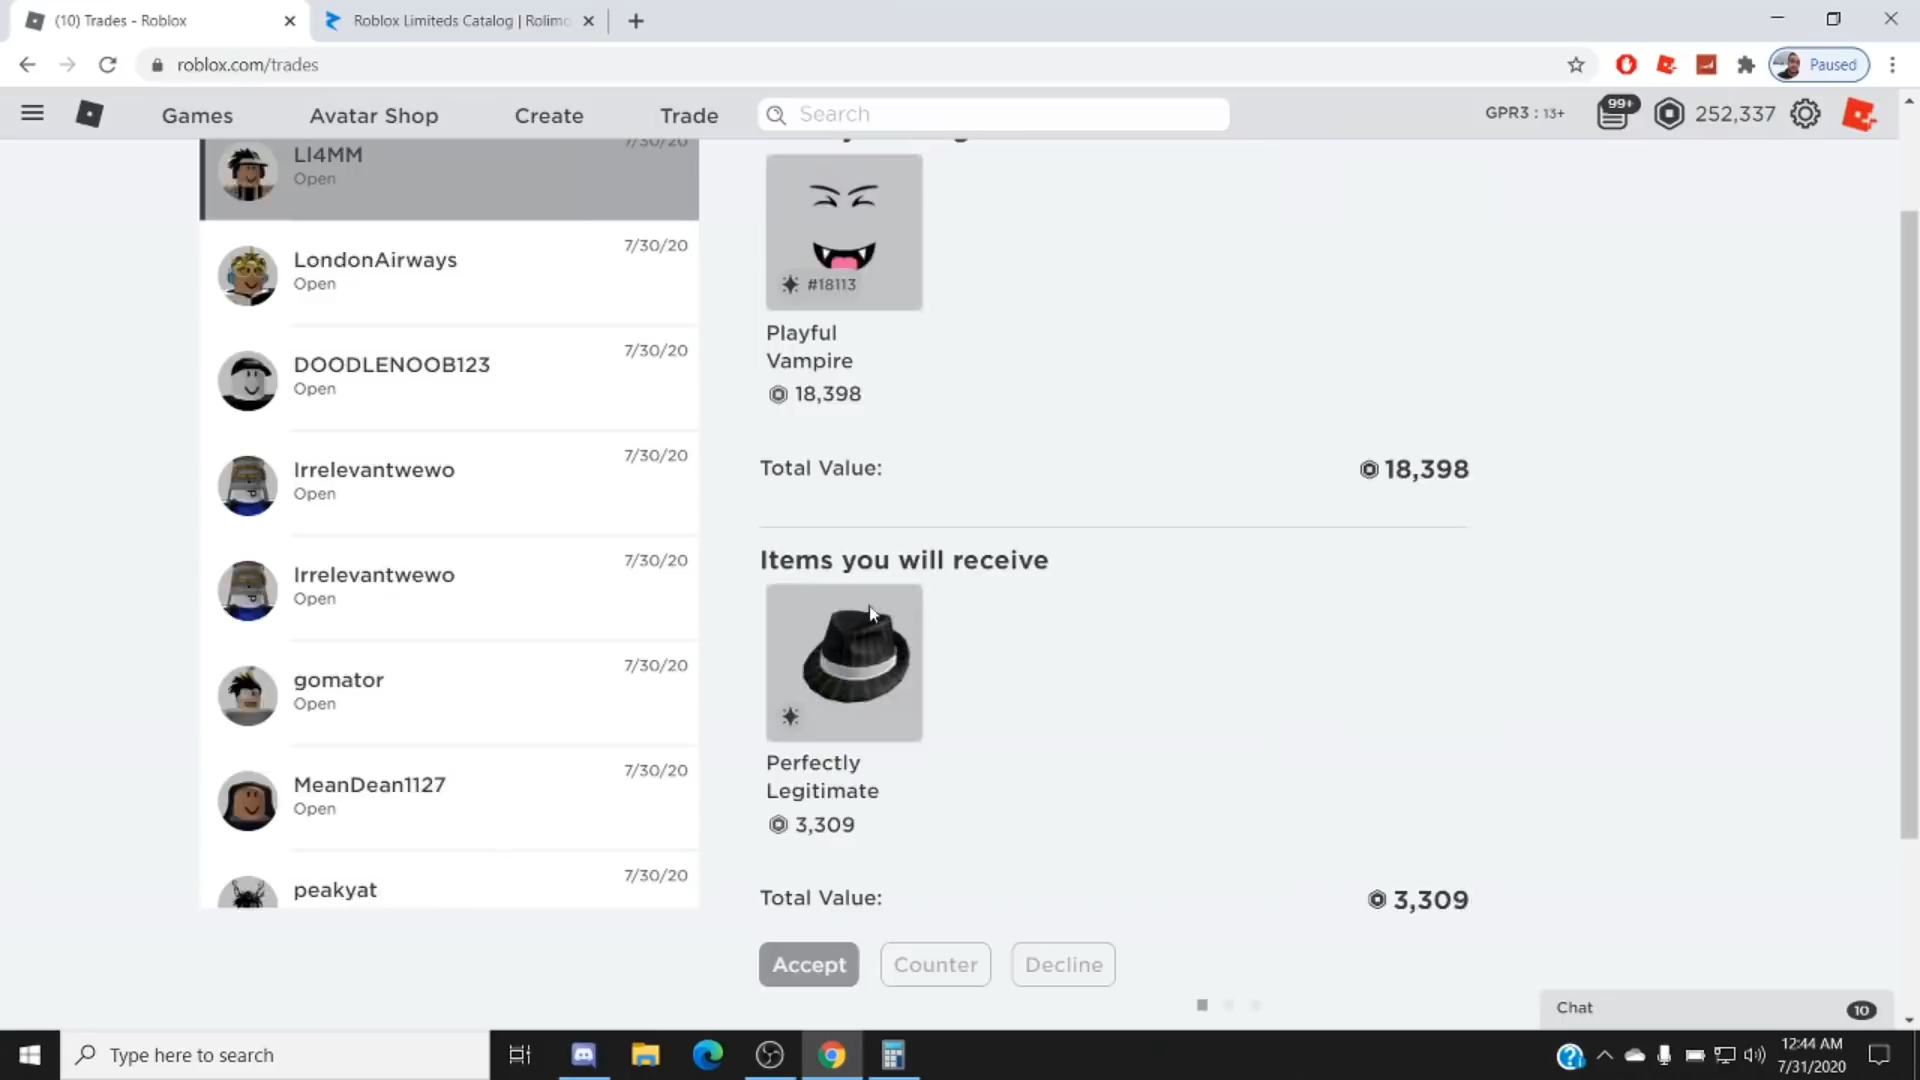 (10) Trades - Roblox
Roblox Limiteds Catalog | Rolimo
roblox.com/trades
Paused
Games
Avatar Shop
Create
Trade
Search
GPR3 : 13+
99+
252,337
LI4MM
7/30/20
Open
LondonAirways
7/30/20
Open
DOODLENOOB123
7/30/20
Open
Irrelevantwewo
7/30/20
Open
Irrelevantwewo
7/30/20
Open
gomator
7/30/20
Open
MeanDean1127
7/30/20
Open
peakyat
7/30/20
#18113
Playful
Vampire
18,398
Total Value:
18,398
Items you will receive
Perfectly
Legitimate
3,309
Total Value:
3,309
Accept
Counter
Decline
Chat
10
Type here to search
12:44 AM
7/31/2020